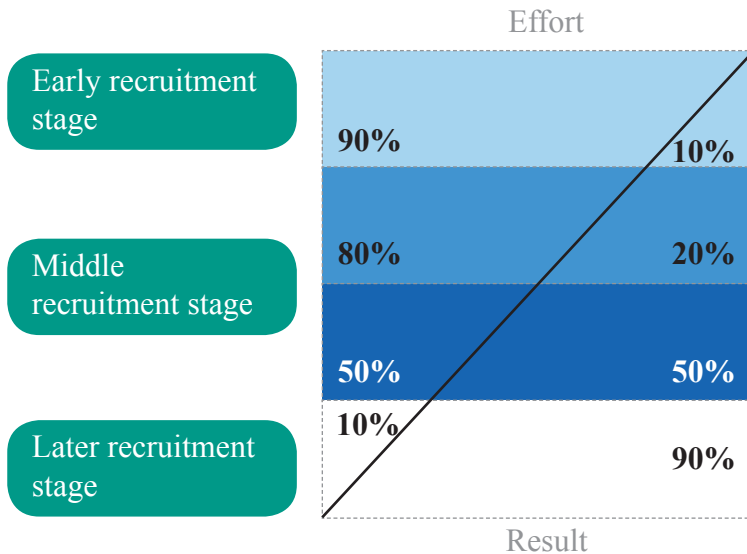 Effort
Early recruitment
stage
90%
10%
80%
20%
Middle
recruitment stage
50%
50%
10%
Later recruitment
stage
90%
Result